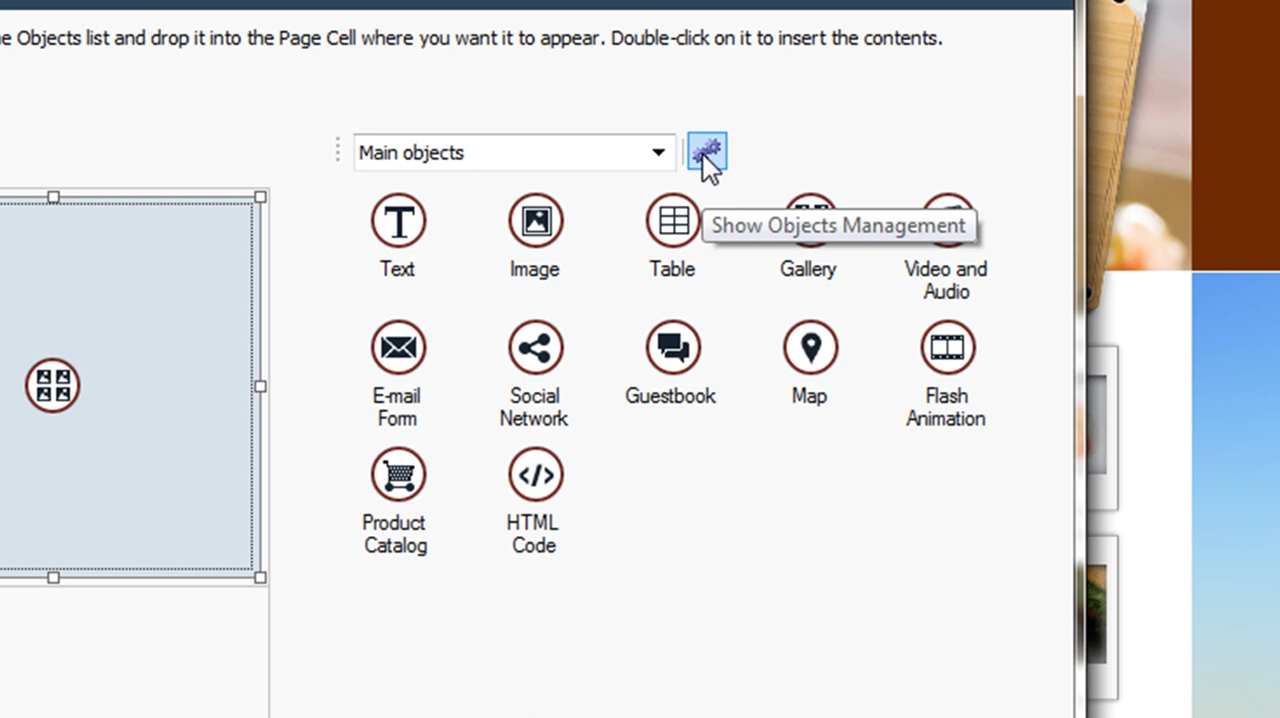 e Objects list and drop it into the Page Cell where you want it to appear. Double-click on it to insert the contents.
Main objects
Show Objects Management
Text
Image
Table
Gallery
Video and
Audio
E-mail
Form
Social
Network
Guestbook
Map
Flash
Animation
Product
Catalog
HTML
Code